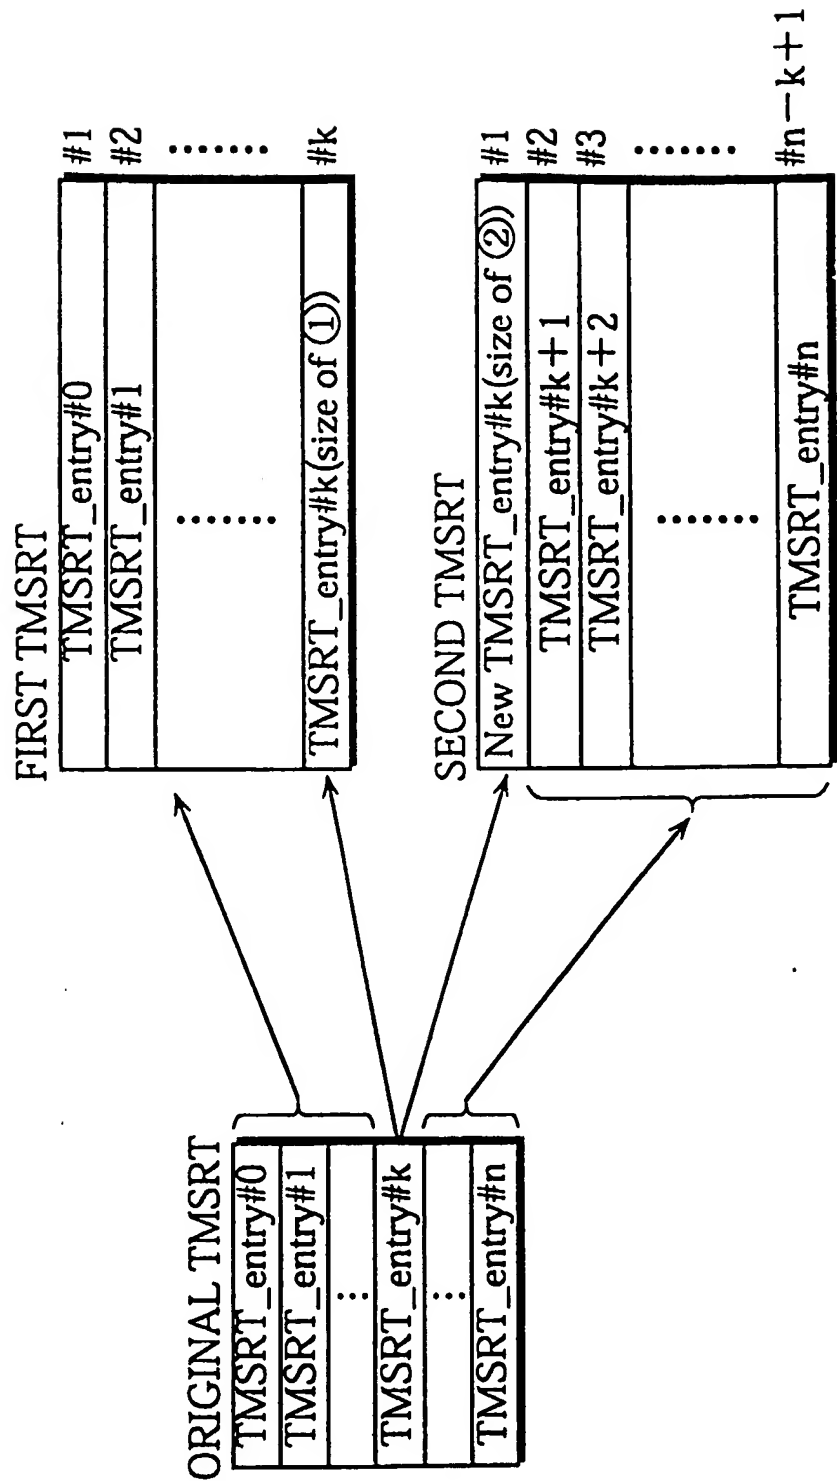 ORIGINAL TMSRT
TMSRT_entry#0
TMSRT_entry#1
...
TMSRT_entry#k
...
TMSRT_entry#n
FIRST TMSRT
TMSRT_entry#0 #1
TMSRT_entry#1 #2
....... .......
TMSRT_entry#k(size of ①) #k
SECOND TMSRT
New TMSRT_entry#k(size of ②) #1
TMSRT_entry#k+1 #2
TMSRT_entry#k+2 #3
....... .......
TMSRT_entry#n #n-k+1